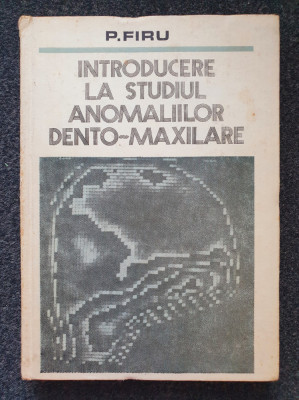 P.FIRU
INTRODUCERE
LA STUDIUL
ANOMALIILOR
DENTO-MAXILARE